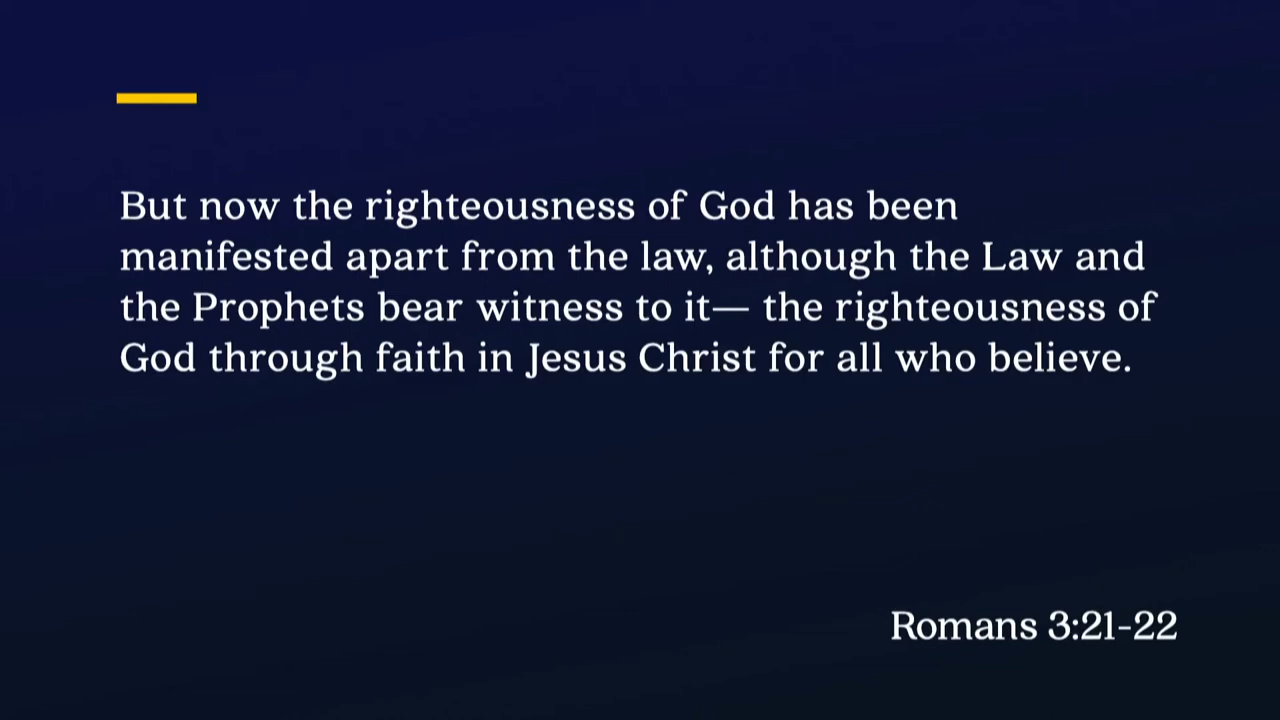 But now the righteousness of God has been
manifested apart from the law, although the Law and
the Prophets bear witness to it— the righteousness of
God through faith in Jesus Christ for all who believe.
Romans 3:21-22